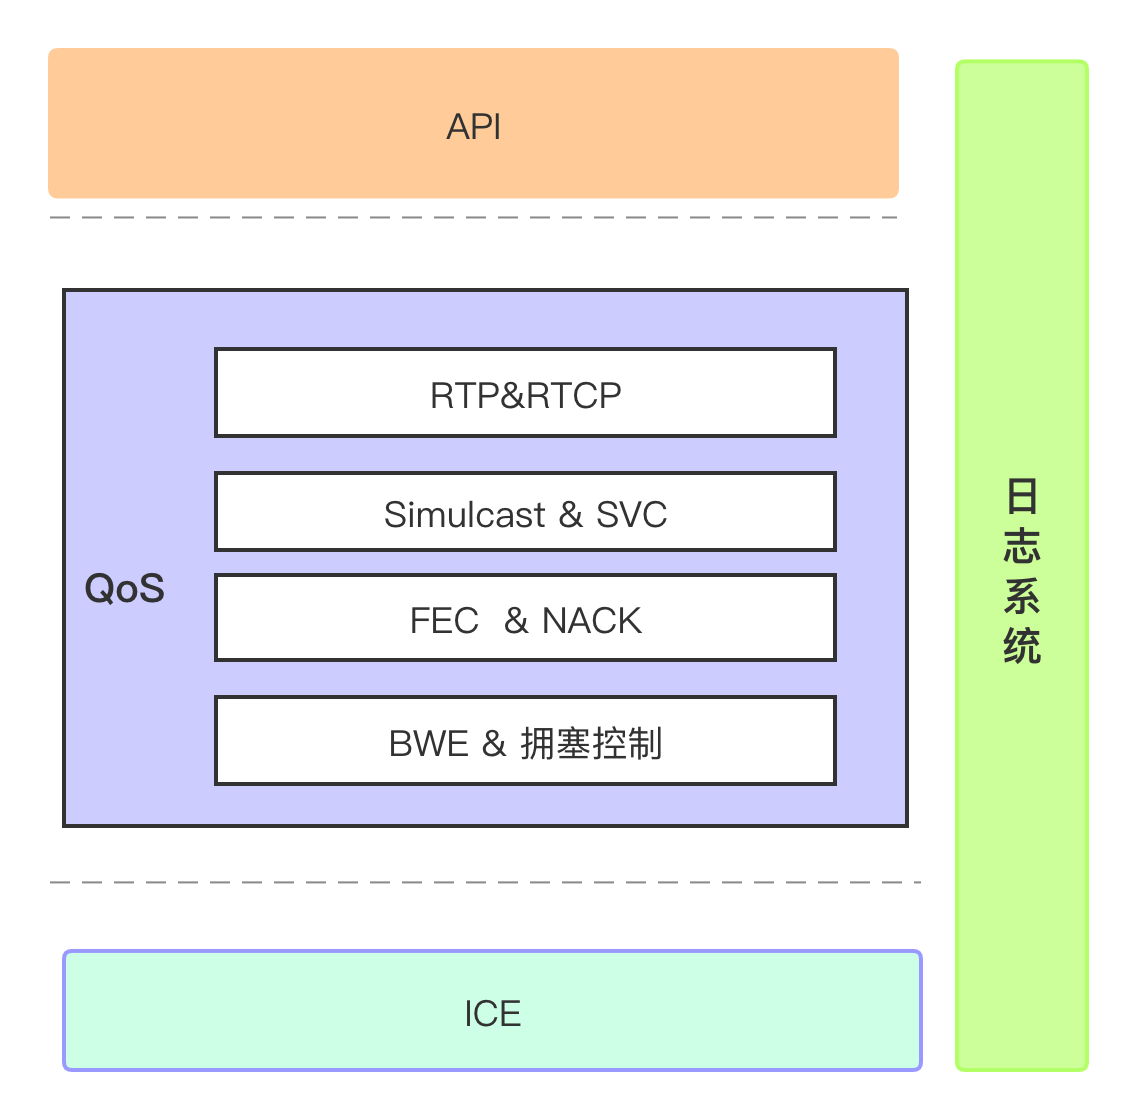 API
RTP&RTCP
Simulcast & SVC
QoS
FEC & NACK
BWE & 拥塞控制
ICE
日
志
系
统